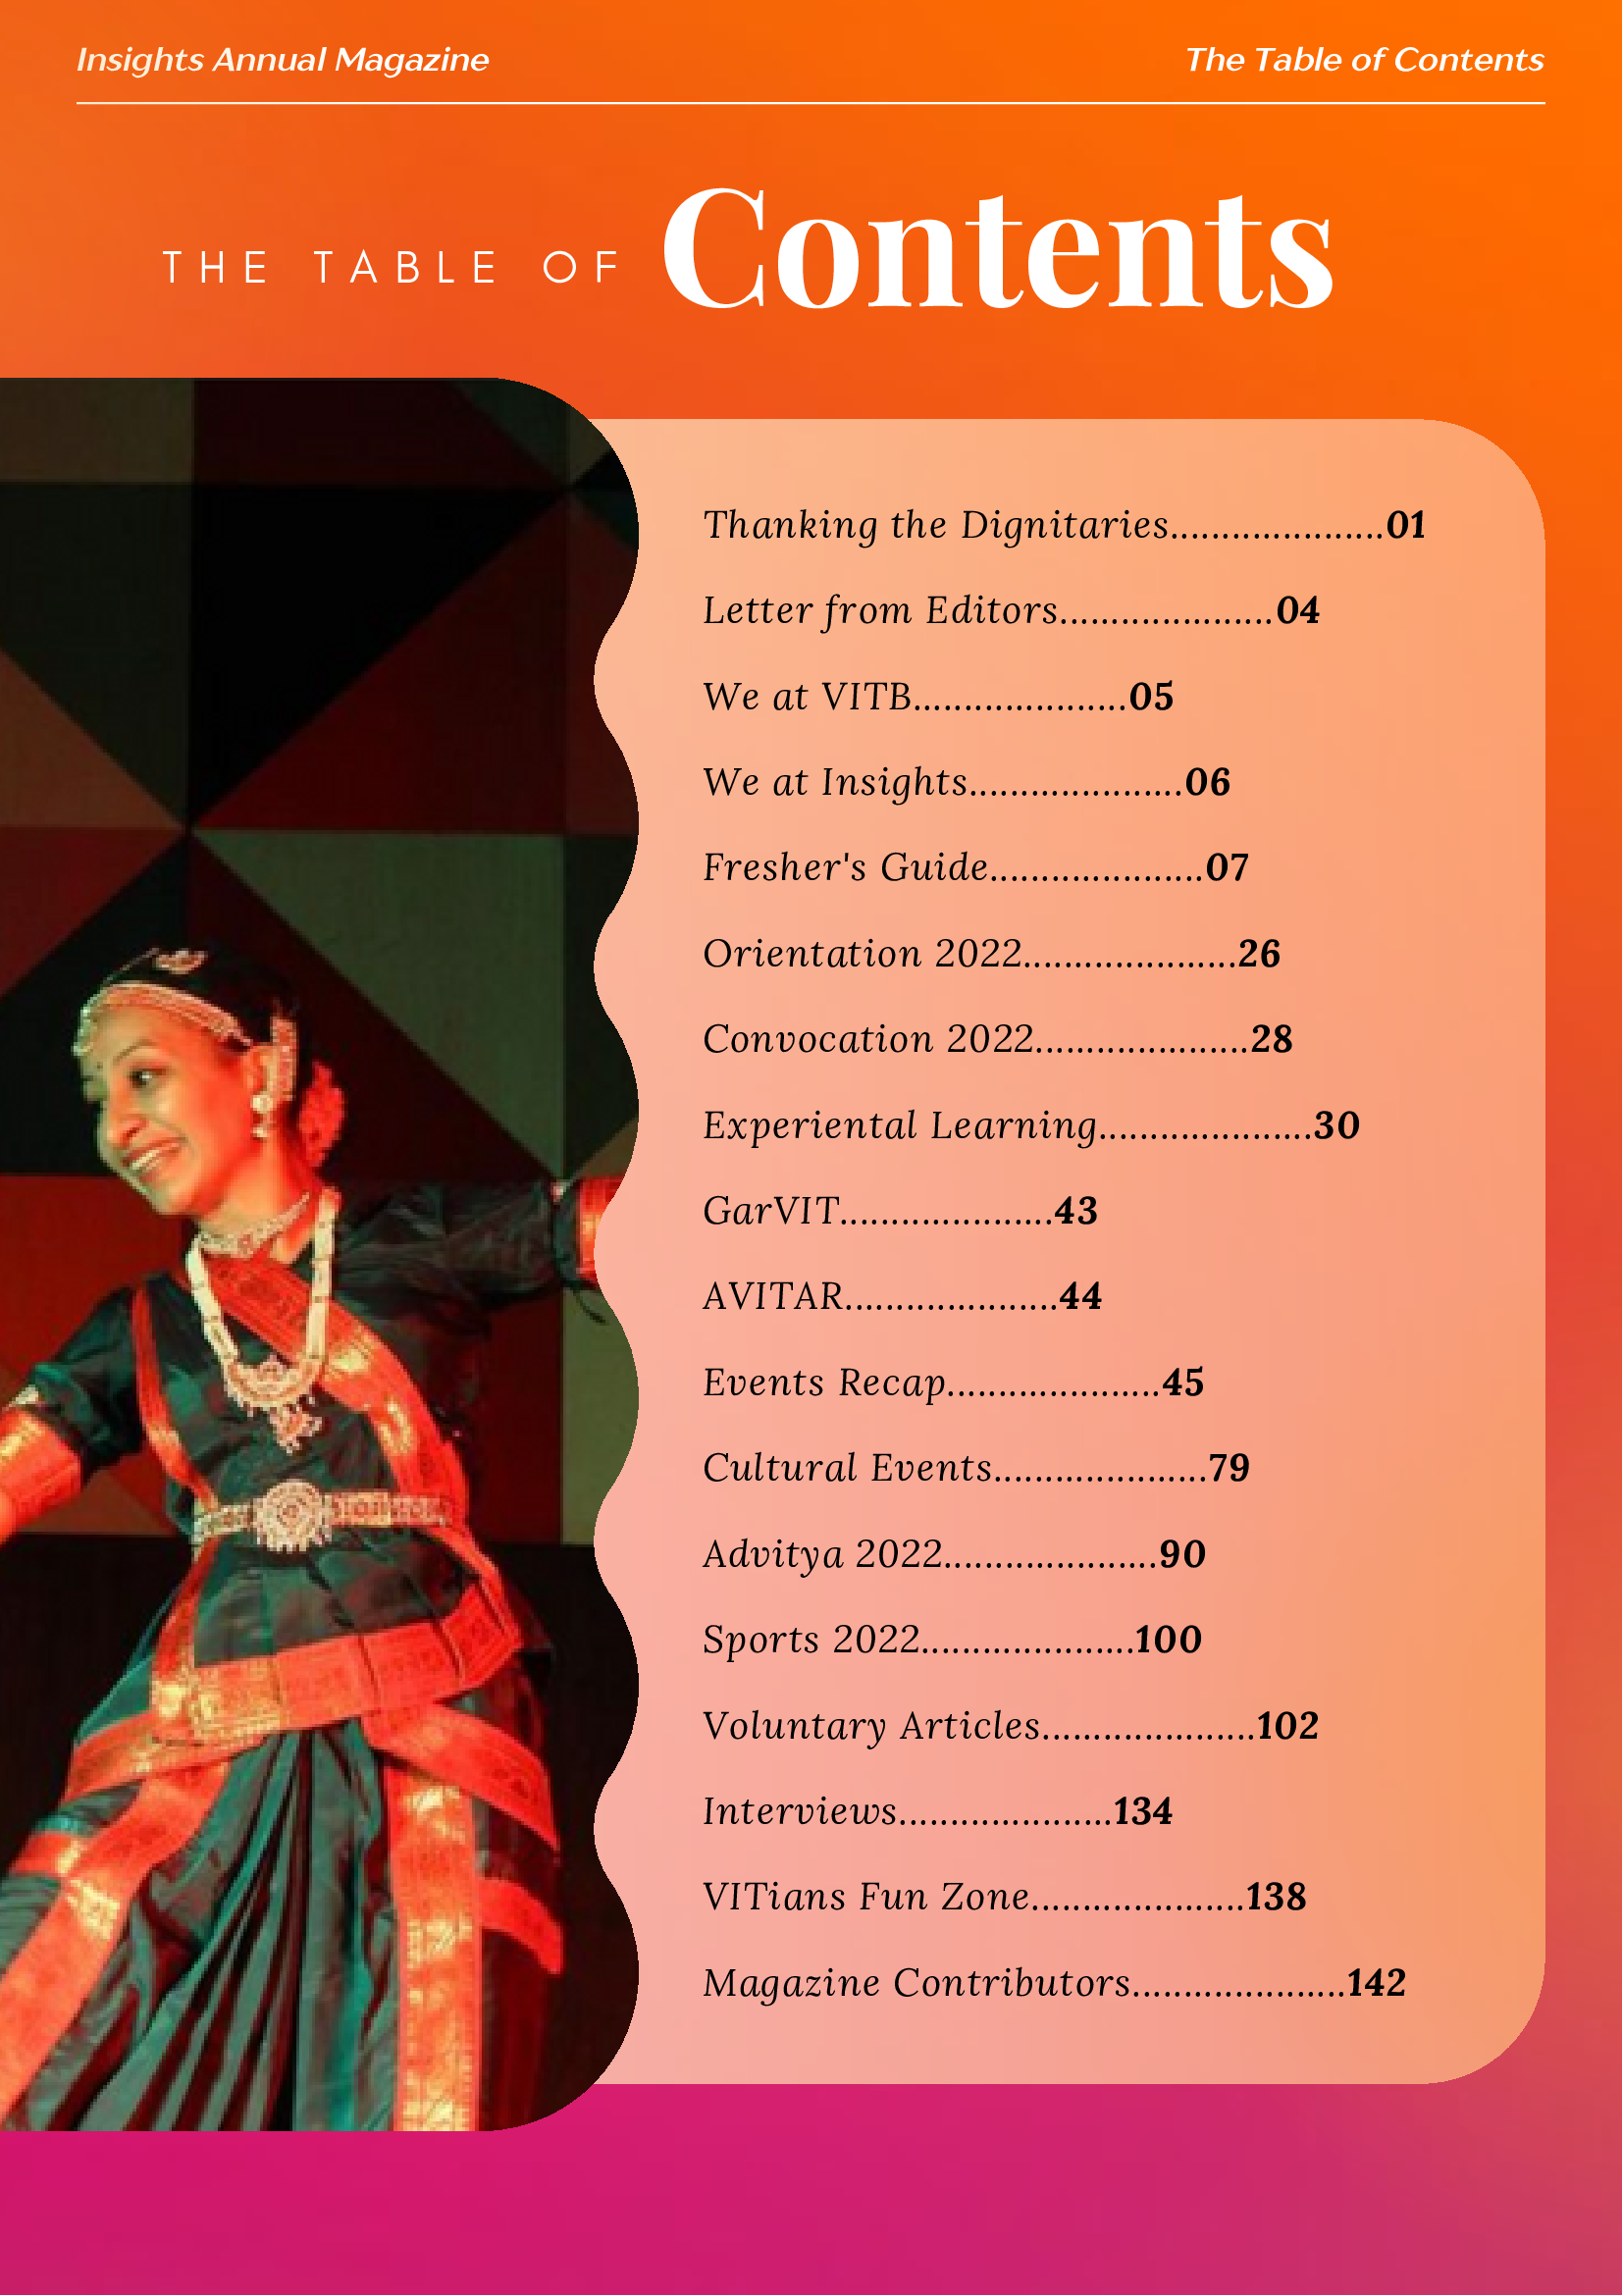 Insights Annual Magazine
The Table of Contents
THE TABLE OF Contents
Thanking the Dignitaries.....................01
Letter from Editors.....................04
We at VITB.....................05
We at Insights.....................06
Fresher's Guide.....................07
Orientation 2022.....................26
Convocation 2022.....................28
Experiental Learning.....................30
GarVIT.....................43
AVITAR.....................44
Events Recap.....................45
Cultural Events.....................79
Advitya 2022.....................90
Sports 2022.....................100
Voluntary Articles.....................102
Interviews.....................134
VITians Fun Zone.....................138
Magazine Contributors.....................142